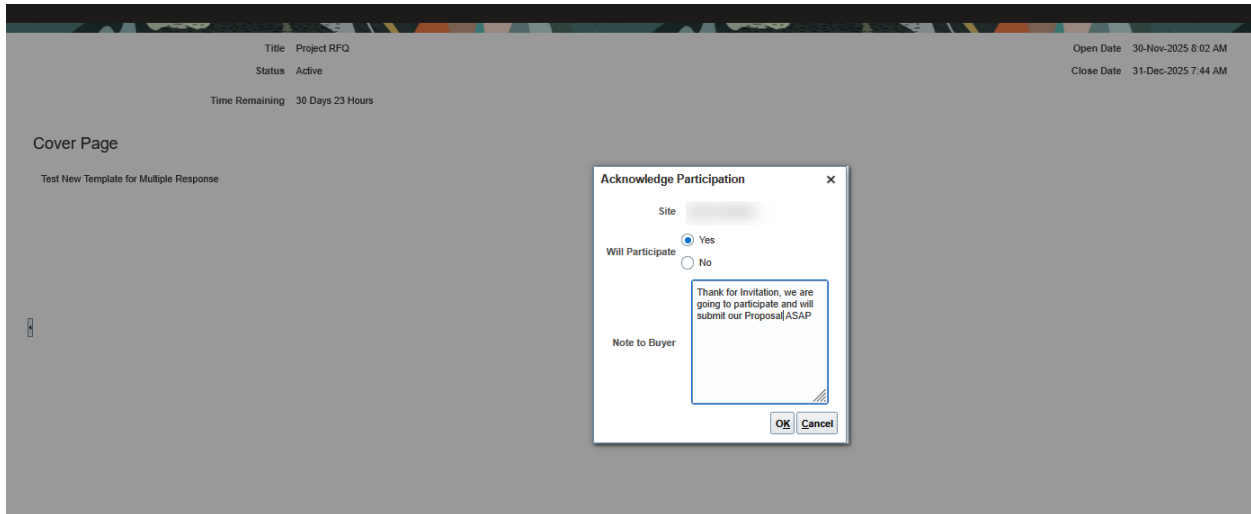 Title Project RFQ
Open Date 30-Nov-2025 8:02 AM
Status Active
Close Date 31-Dec-2025 7:44 AM
Time Remaining 30 Days 23 Hours
Cover Page
Test New Template for Multiple Response
Acknowledge Participation
Site
Will Participate
Yes
No
Note to Buyer
Thank for Invitation, we are
going to participate and will
submit our Proposal ASAP
OK Cancel